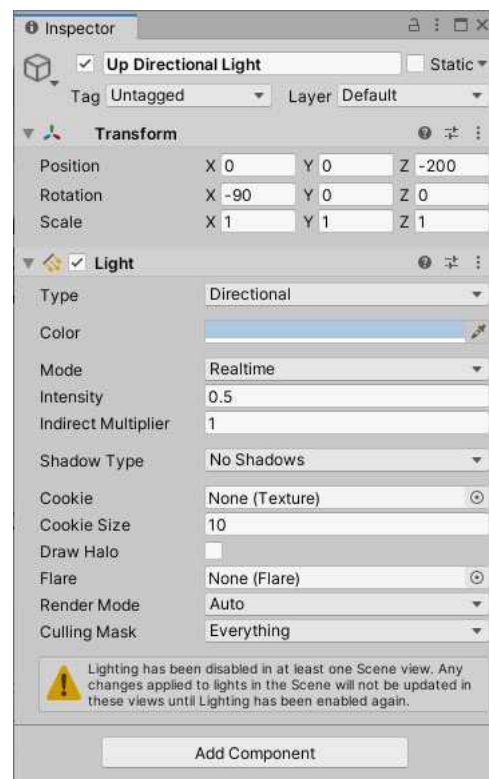 Inspector
Up Directional Light Static
Tag Untagged Layer Default
Transform
Position X 0 Y 0 Z -200
Rotation X -90 Y 0 Z 0
Scale X 1 Y 1 Z 1
Light
Type Directional
Color
Mode Realtime
Intensity 0.5
Indirect Multiplier 1
Shadow Type No Shadows
Cookie None (Texture)
Cookie Size 10
Draw Halo
Flare None (Flare)
Render Mode Auto
Culling Mask Everything
Lighting has been disabled in at least one Scene view. Any
changes applied to lights in the Scene will not be updated in
these views until Lighting has been enabled again.
Add Component